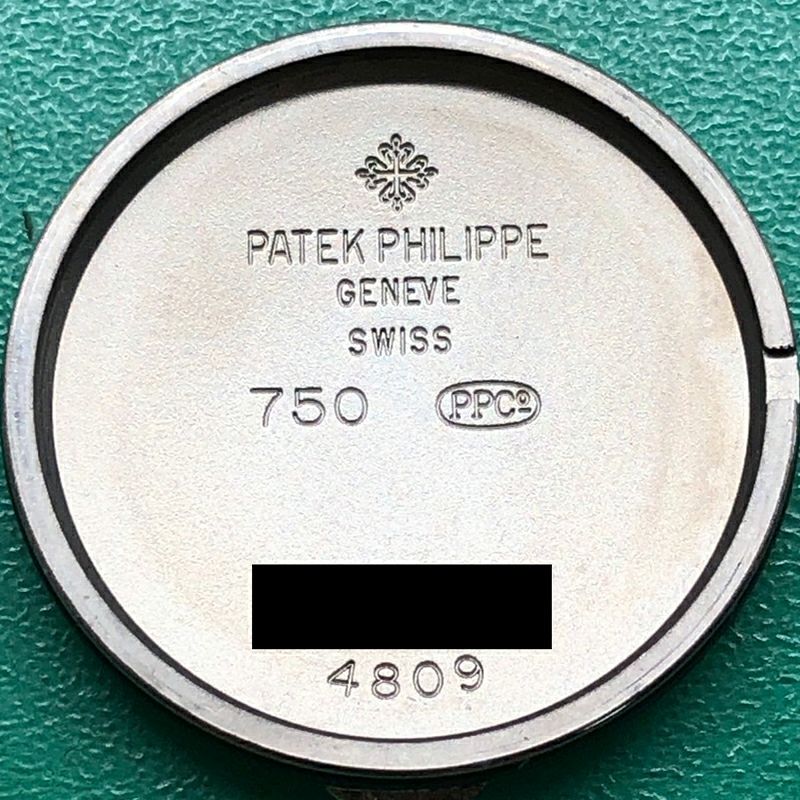 PATEK PHILIPPE
GENEVE
SWISS
750 PPCº
4809